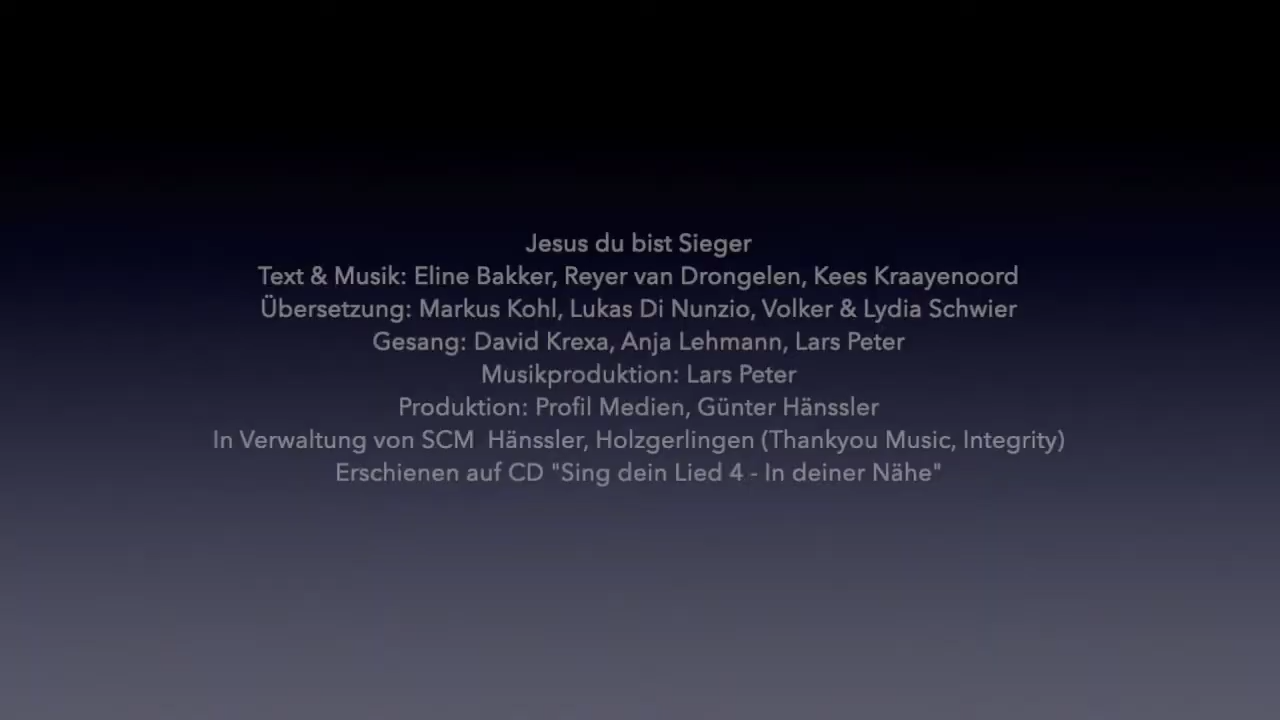 Jesus du bist Sieger
Text & Musik: Eline Bakker, Reyer van Drongelen, Kees Kraayenoord
Übersetzung: Markus Kohl, Lukas Di Nunzio, Volker & Lydia Schwier
Gesang: David Krexa, Anja Lehmann, Lars Peter
Musikproduktion: Lars Peter
Produktion: Profil Medien, Günter Hänssler
In Verwaltung von SCM  Hänssler, Holzgerlingen (Thankyou Music, Integrity)
Erschienen auf CD "Sing dein Lied 4 - In deiner Nähe"